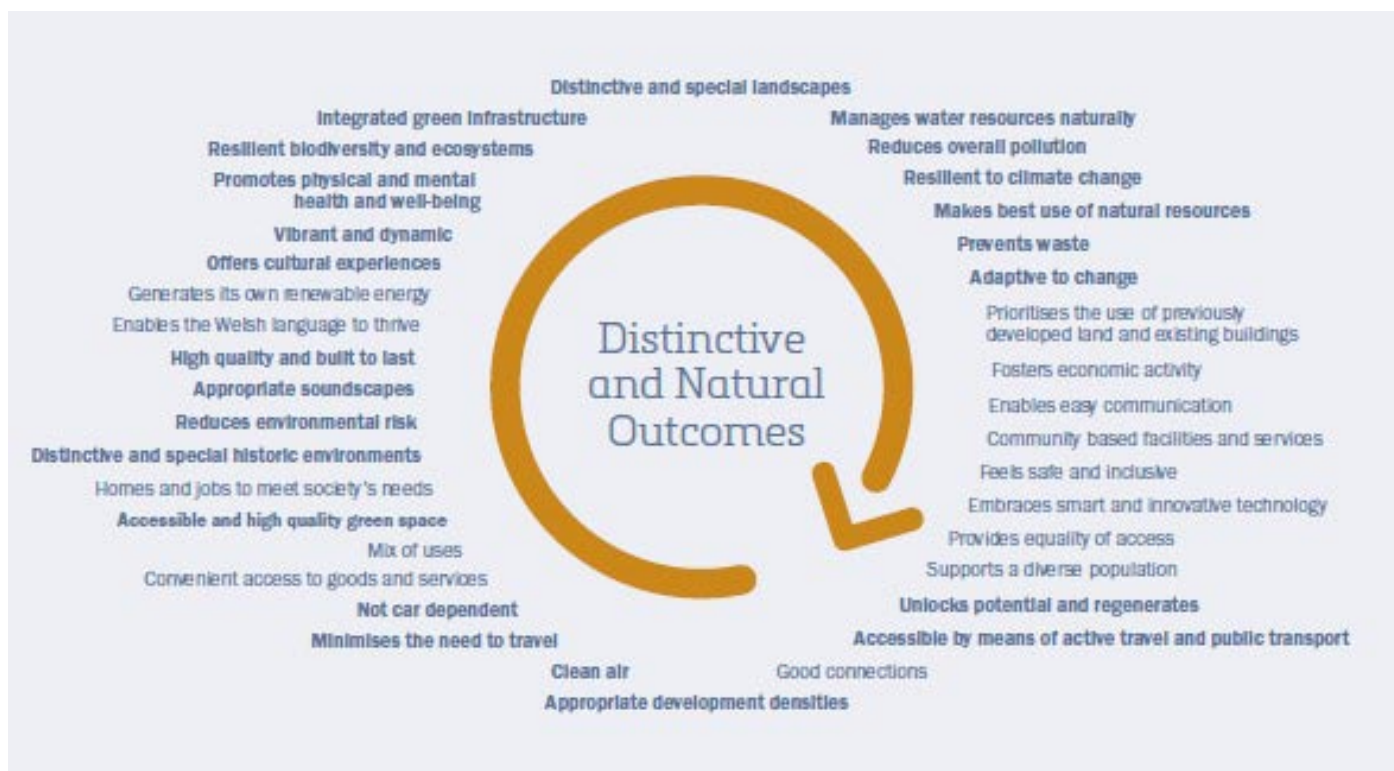 Distinctive and special landscapes
Integrated green infrastructure
Resilient biodiversity and ecosystems
Promotes physical and mental
health and well-being
Vibrant and dynamic
Offers cultural experiences
Generates its own renewable energy
Enables the Welsh language to thrive
High quality and built to last
Appropriate soundscapes
Reduces environmental risk
Distinctive and special historic environments
Homes and jobs to meet society's needs
Accessible and high quality green space
Mix of uses
Convenient access to goods and services
Not car dependent
Minimises the need to travel
Clean air
Appropriate development densities
Distinctive
and Natural
Outcomes
Manages water resources naturally
Reduces overall pollution
Resilient to climate change
Makes best use of natural resources
Prevents waste
Adaptive to change
Prioritises the use of previously
developed land and existing buildings
Fosters economic activity
Enables easy communication
Community based facilities and services
Feels safe and inclusive
Embraces smart and innovative technology
Provides equality of access
Supports a diverse population
Unlocks potential and regenerates
Accessible by means of active travel and public transport
Good connections